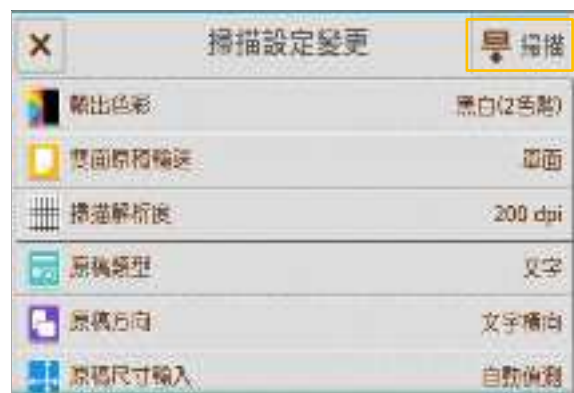 掃描設定變更 掃描
輸出色彩 黑白(2色階)
雙面原稿輸送 單面
掃描解析度 200 dpi
原稿類型 文字
原稿方向 文字橫向
原稿尺寸輸入 自動偵測